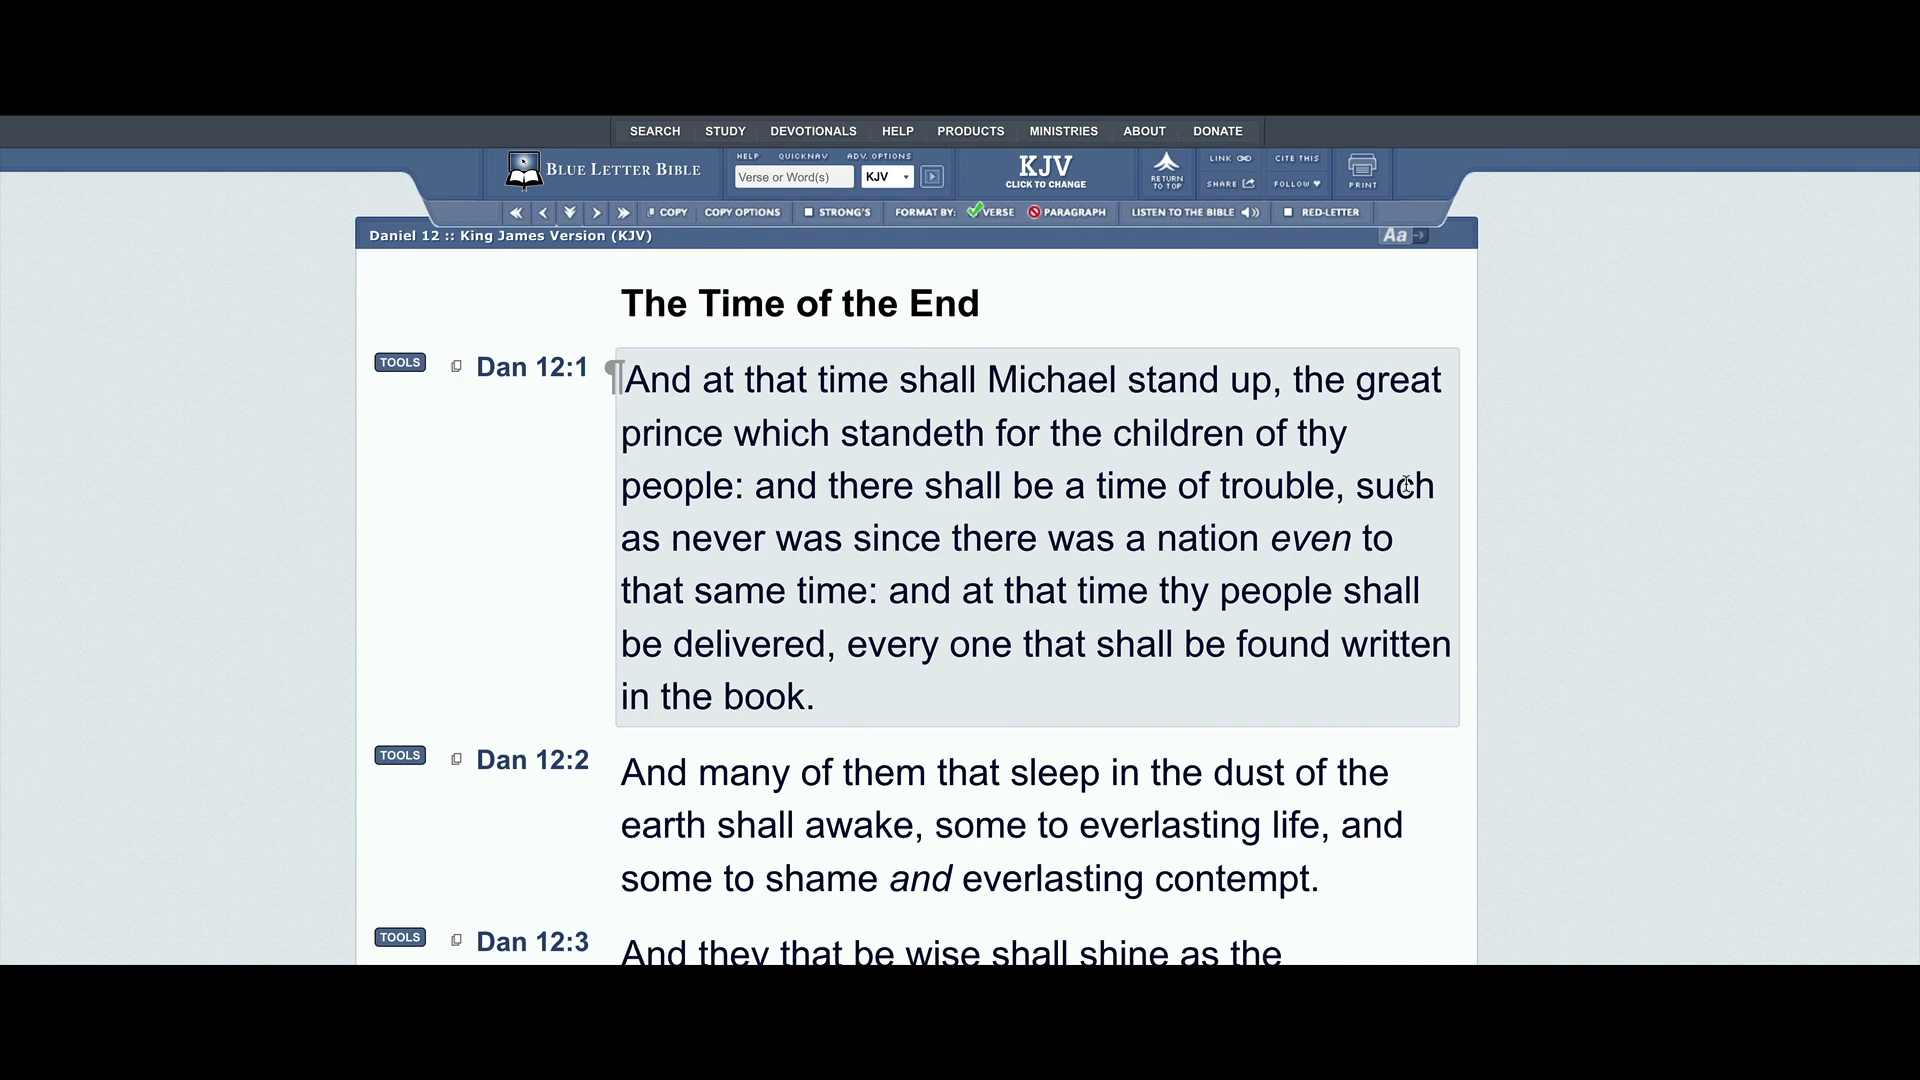 SEARCH STUDY DEVOTIONALS HELP PRODUCTS MINISTRIES ABOUT DONATE
BLUE LETTER BIBLE
HELP QUICKNAV ADV. OPTIONS
Verse or Word(s) KJV
KJV
CLICK TO CHANGE
RETURN
TO TOP
LINK CITE THIS
SHARE FOLLOW
PRINT
COPY COPY OPTIONS STRONG'S FORMAT BY: VERSE PARAGRAPH LISTEN TO THE BIBLE RED-LETTER
Daniel 12 :: King James Version (KJV) Aa
The Time of the End
TOOLS Dan 12:1 ¶And at that time shall Michael stand up, the great
prince which standeth for the children of thy
people: and there shall be a time of trouble, such
as never was since there was a nation even to
that same time: and at that time thy people shall
be delivered, every one that shall be found written
in the book.
TOOLS Dan 12:2 And many of them that sleep in the dust of the
earth shall awake, some to everlasting life, and
some to shame and everlasting contempt.
TOOLS Dan 12:3 And they that be wise shall shine as the